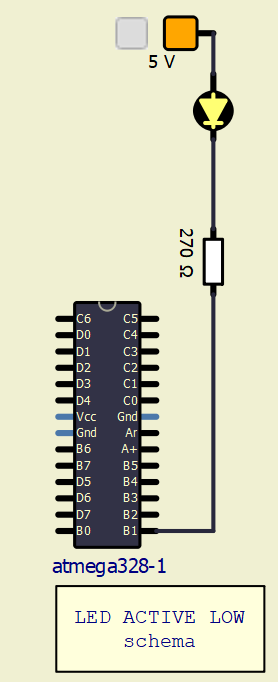 5 V
270 Ω
C6 C5
D0 C4
D1 C3
D2 C2
D3 C1
D4 C0
Vcc Gnd
Gnd Ar
B6 A+
B7 B5
D5 B4
D6 B3
D7 B2
B0 B1
atmega328-1
LED ACTIVE LOW
schema